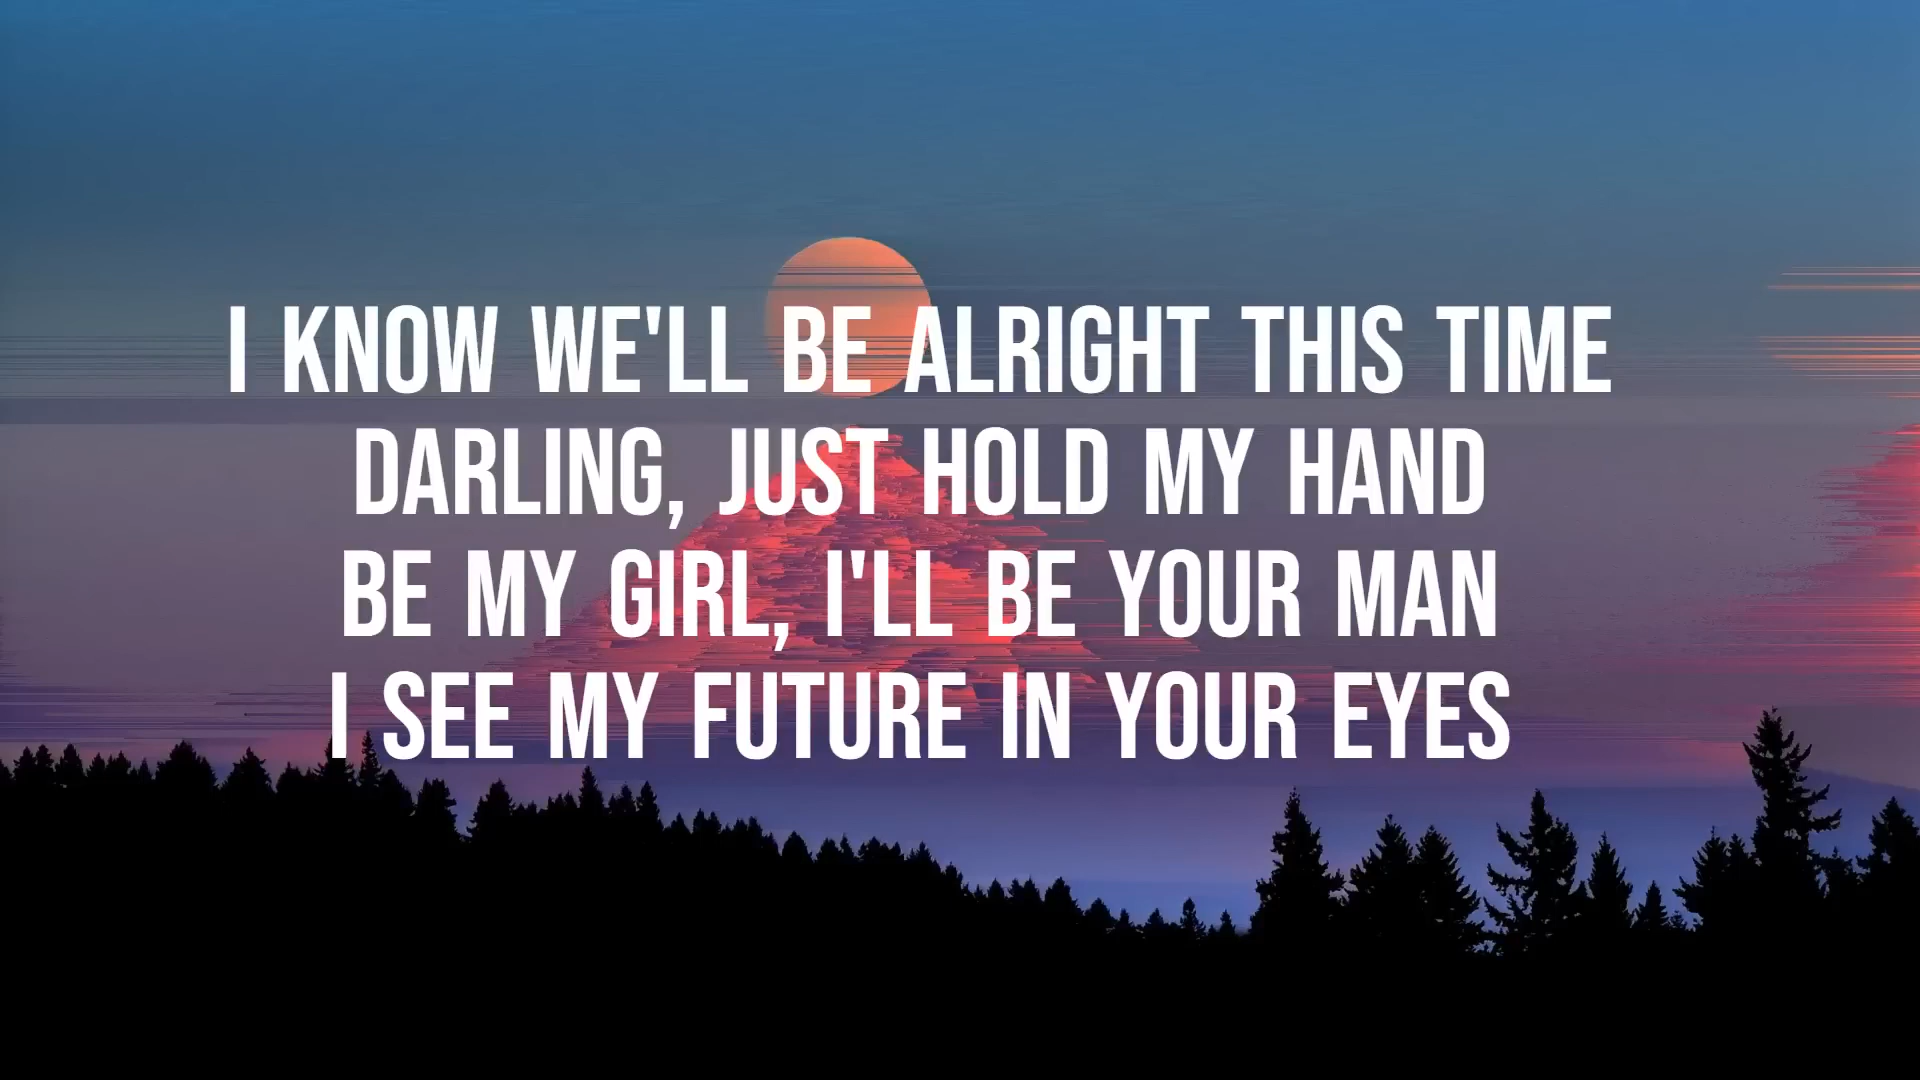 I KNOW WE'LL BE ALRIGHT THIS TIME
DARLING, JUST HOLD MY HAND
BE MY GIRL, I'LL BE YOUR MAN
I SEE MY FUTURE IN YOUR EYES